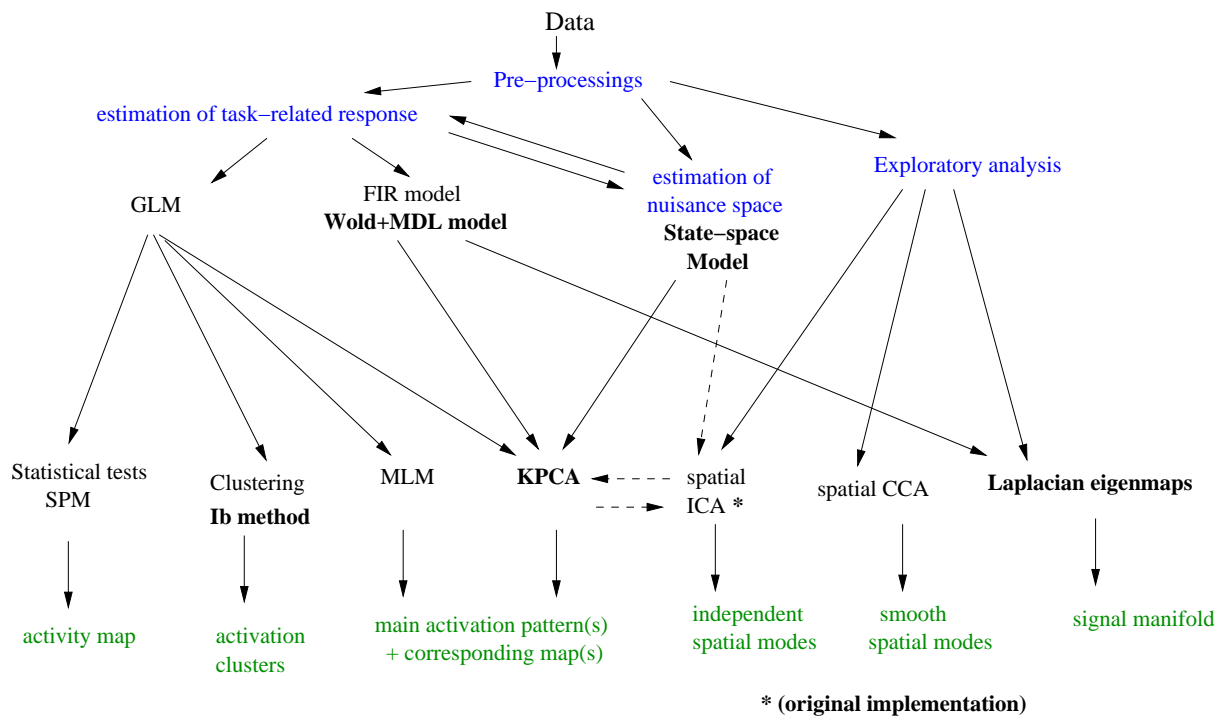 Data
Pre−processings
estimation of task−related response
Exploratory analysis
estimation of
nuisance space
State−space
Model
GLM
FIR model
Wold+MDL model
Statistical tests
SPM
Clustering
Ib method
MLM
KPCA
spatial
ICA *
spatial CCA
Laplacian eigenmaps
activity map
activation
clusters
main activation pattern(s)
+ corresponding map(s)
independent
spatial modes
smooth
spatial modes
signal manifold
* (original implementation)